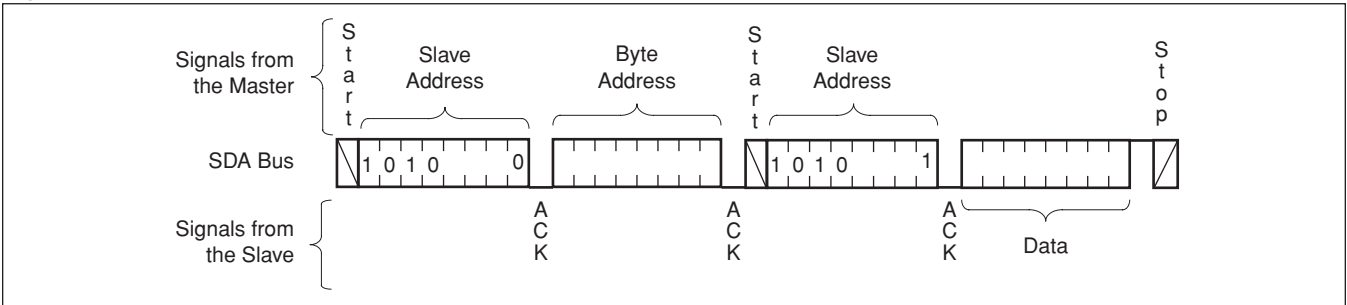 Signals from
the Master
Start
Slave
Address
Byte
Address
Start
Slave
Address
Stop
SDA Bus
1 0 1 0 0
1 0 1 0 1
Signals from
the Slave
ACK
ACK
ACK
Data